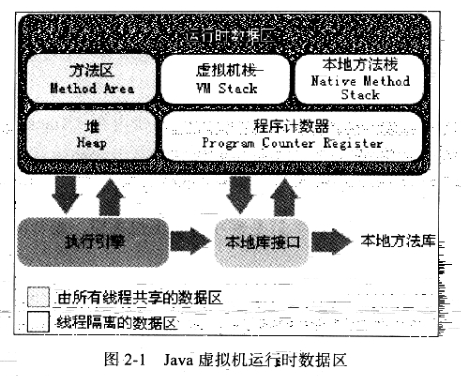 运行时数据区
方法区
Method Area
虚拟机栈
VM Stack
本地方法栈
Native Method
Stack
堆
Heap
程序计数器
Program Counter Register
执行引擎
本地库接口
本地方法库
由所有线程共享的数据区
线程隔离的数据区
图 2-1 Java 虚拟机运行时数据区